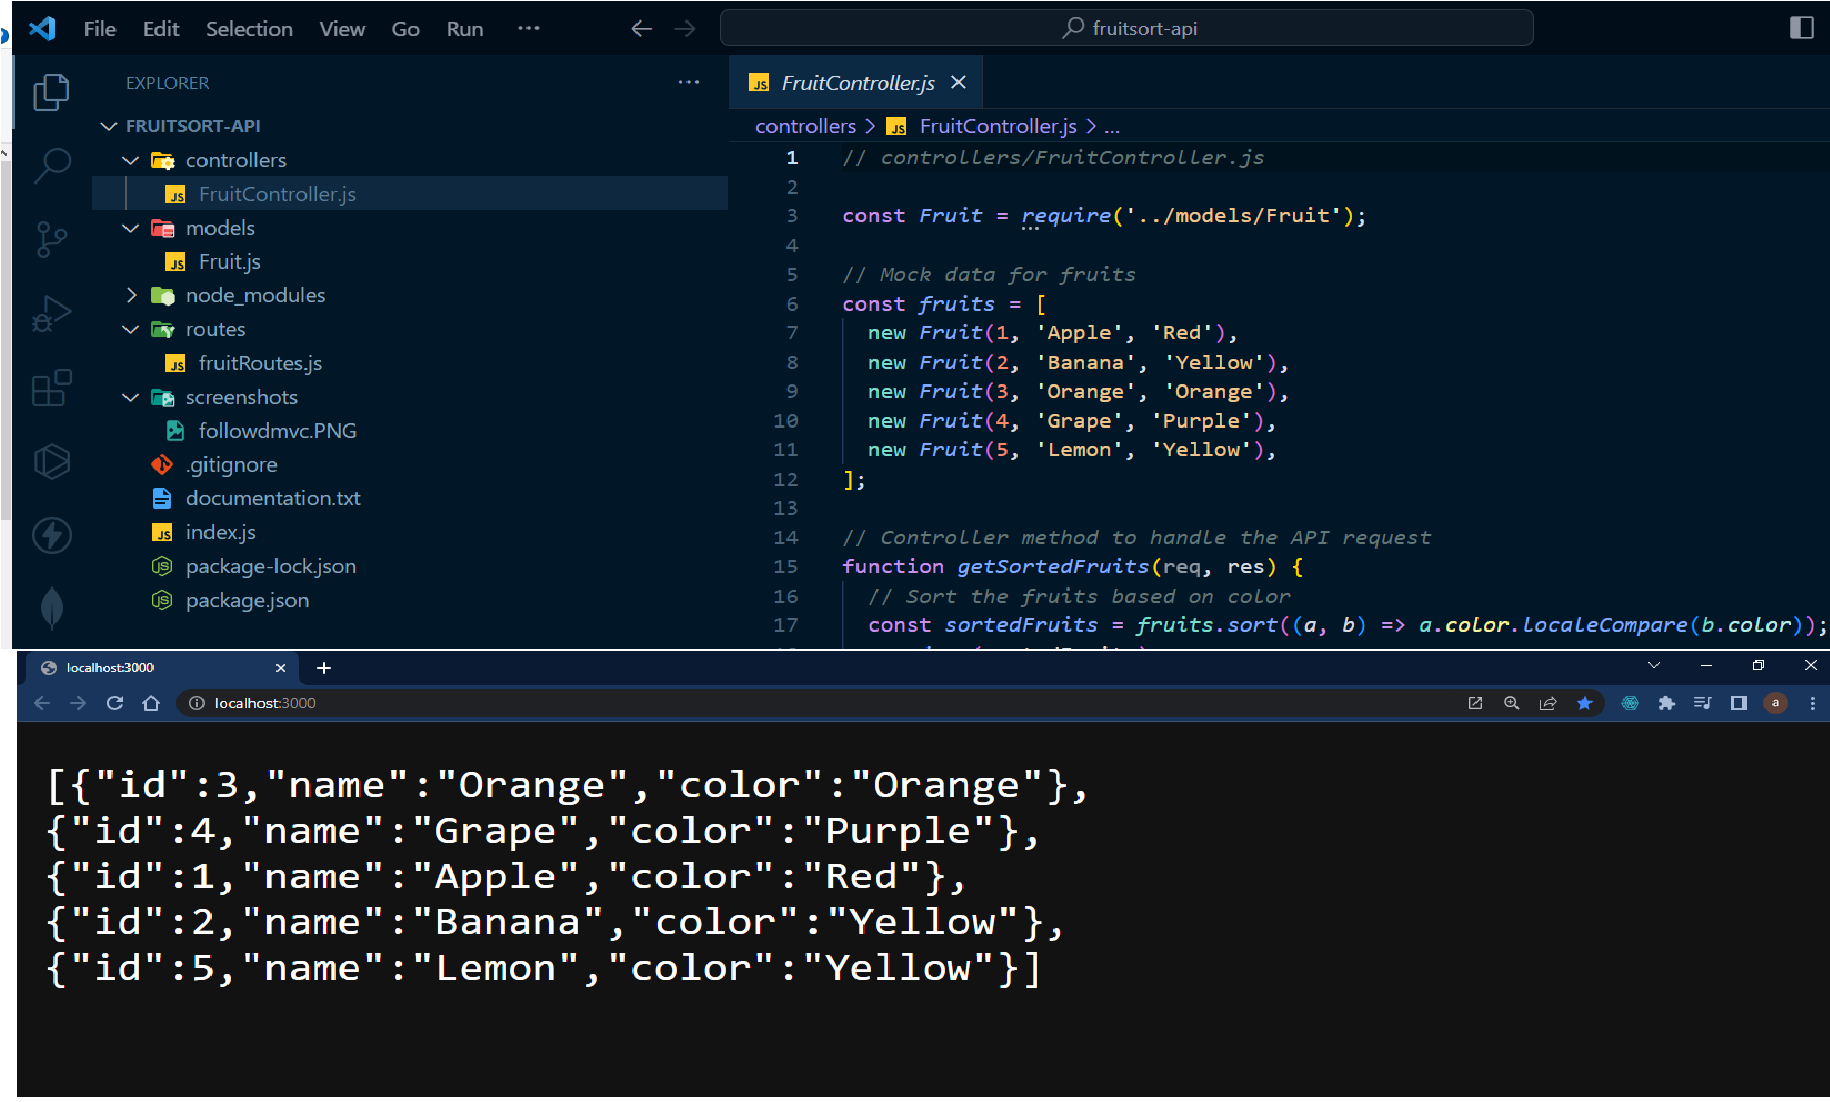 File Edit Selection View Go Run ···
fruitsort-api
EXPLORER
FRUITSORT-API
controllers
FruitController.js
models
Fruit.js
node_modules
routes
fruitRoutes.js
screenshots
followdmvc.PNG
.gitignore
documentation.txt
index.js
package-lock.json
package.json
FruitController.js
controllers > FruitController.js > ...
1 // controllers/FruitController.js
2
3 const Fruit = require('../models/Fruit');
4
5 // Mock data for fruits
6 const fruits = [
7 new Fruit(1, 'Apple', 'Red'),
8 new Fruit(2, 'Banana', 'Yellow'),
9 new Fruit(3, 'Orange', 'Orange'),
10 new Fruit(4, 'Grape', 'Purple'),
11 new Fruit(5, 'Lemon', 'Yellow'),
12 ];
13
14 // Controller method to handle the API request
15 function getSortedFruits(req, res) {
16 // Sort the fruits based on color
17 const sortedFruits = fruits.sort((a, b) => a.color.localeCompare(b.color));
localhost:3000
localhost:3000
a
[{"id":3,"name":"Orange","color":"Orange"},
{"id":4,"name":"Grape","color":"Purple"},
{"id":1,"name":"Apple","color":"Red"},
{"id":2,"name":"Banana","color":"Yellow"},
{"id":5,"name":"Lemon","color":"Yellow"}]